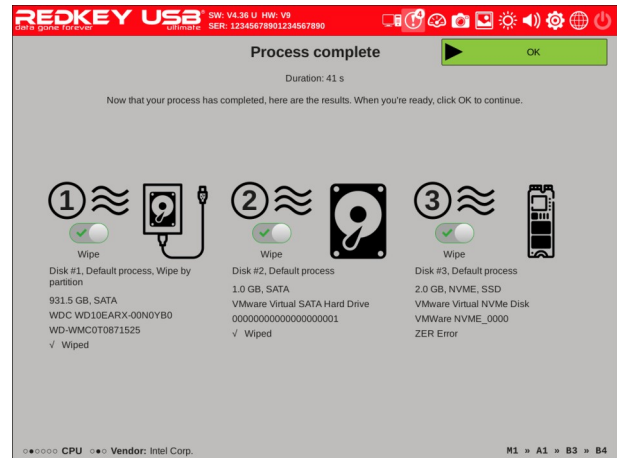 REDKEY USB®
data gone forever
ultimate
SW: V4.36 U HW: V9
SER: 12345678901234567890
Process complete
OK
Duration: 41 s
Now that your process has completed, here are the results. When you're ready, click OK to continue.
1
Wipe
Disk #1, Default process, Wipe by
partition
931.5 GB, SATA
WDC WD10EARX-00N0YB0
WD-WMC0T0871525
√ Wiped
2
Wipe
Disk #2, Default process
1.0 GB, SATA
VMware Virtual SATA Hard Drive
00000000000000000001
√ Wiped
3
Wipe
Disk #3, Default process
2.0 GB, NVME, SSD
VMware Virtual NVMe Disk
VMWare NVME_0000
ZER Error
CPU Vendor: Intel Corp.
M1 » A1 » B3 » B4